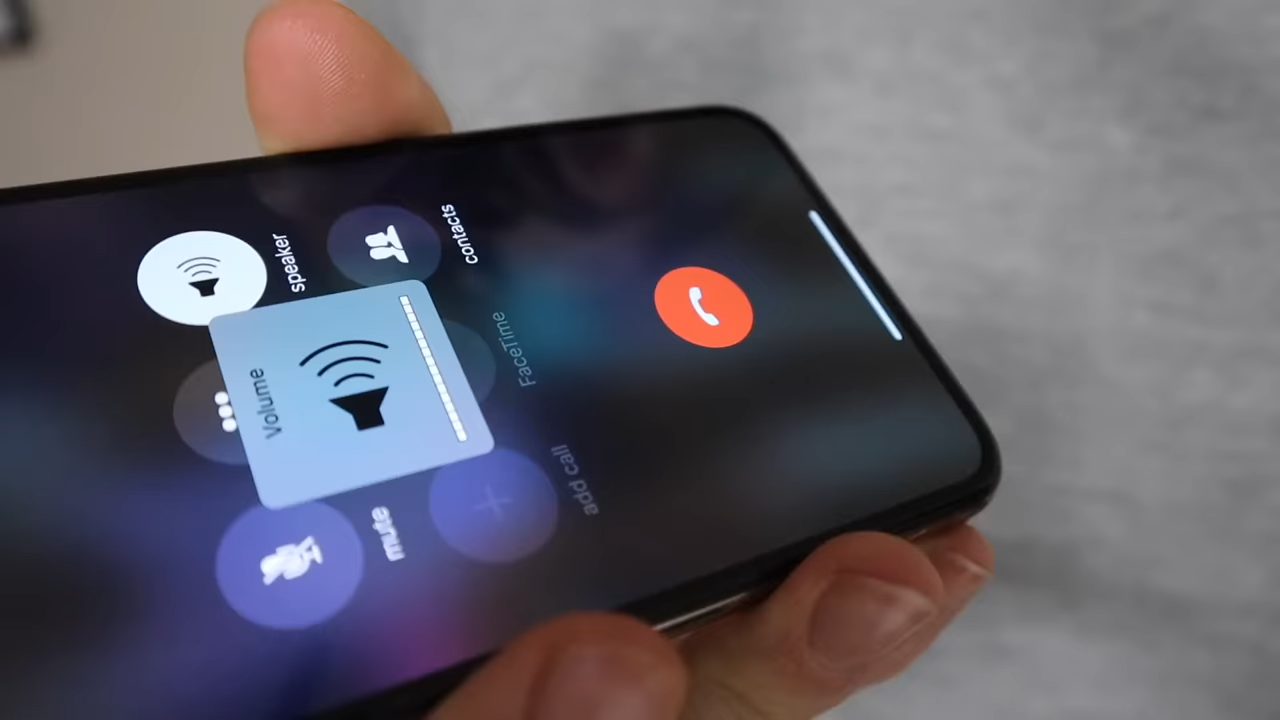 mute
speaker
Volume
add call
FaceTime
contacts